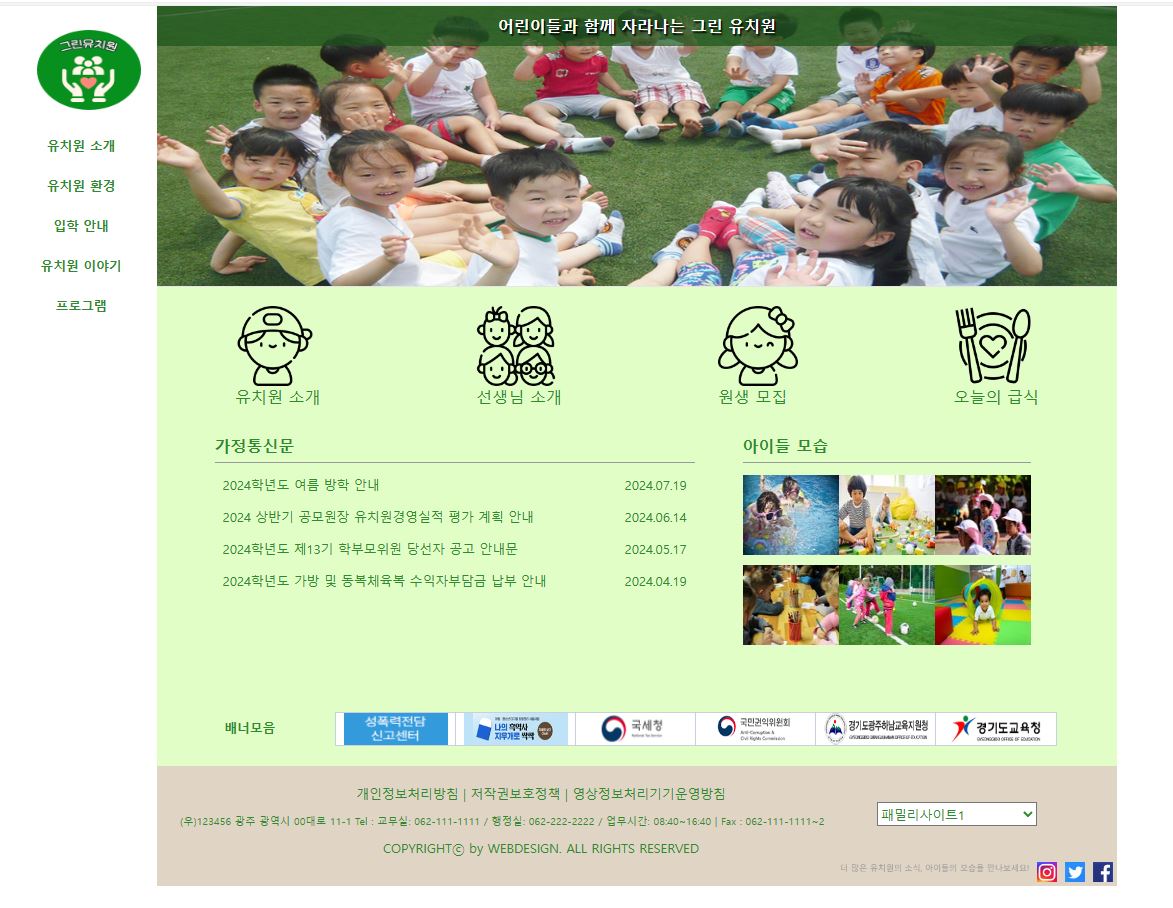 그린유치원
어린이들과 함께 자라나는 그린 유치원
유치원 소개
유치원 환경
입학 안내
유치원 이야기
프로그램
유치원 소개
선생님 소개
원생 모집
오늘의 급식
가정통신문
2024학년도 여름 방학 안내 2024.07.19
2024 상반기 공모원장 유치원경영실적 평가 계획 안내 2024.06.14
2024학년도 제13기 학부모위원 당선자 공고 안내문 2024.05.17
2024학년도 가방 및 동복체육복 수익자부담금 납부 안내 2024.04.19
아이들 모습
배너모음
성폭력전담
신고센터
나의 흑역사
지우개로 싹싹
국세청
National Tax Service
국민권익위원회
Anti-Corruption &
Civil Rights Commission
경기도광주하남교육지원청
경기도교육청
GYEONGGIDO OFFICE OF EDUCATION
개인정보처리방침 | 저작권보호정책 | 영상정보처리기기운영방침
(우)123456 광주 광역시 00대로 11-1 Tel : 교무실: 062-111-1111 / 행정실: 062-222-2222 / 업무시간: 08:40~16:40 | Fax : 062-111-1111~2
COPYRIGHTⓒ by WEBDESIGN. ALL RIGHTS RESERVED
패밀리사이트1
더 많은 유치원의 소식, 아이들의 모습을 만나보세요!